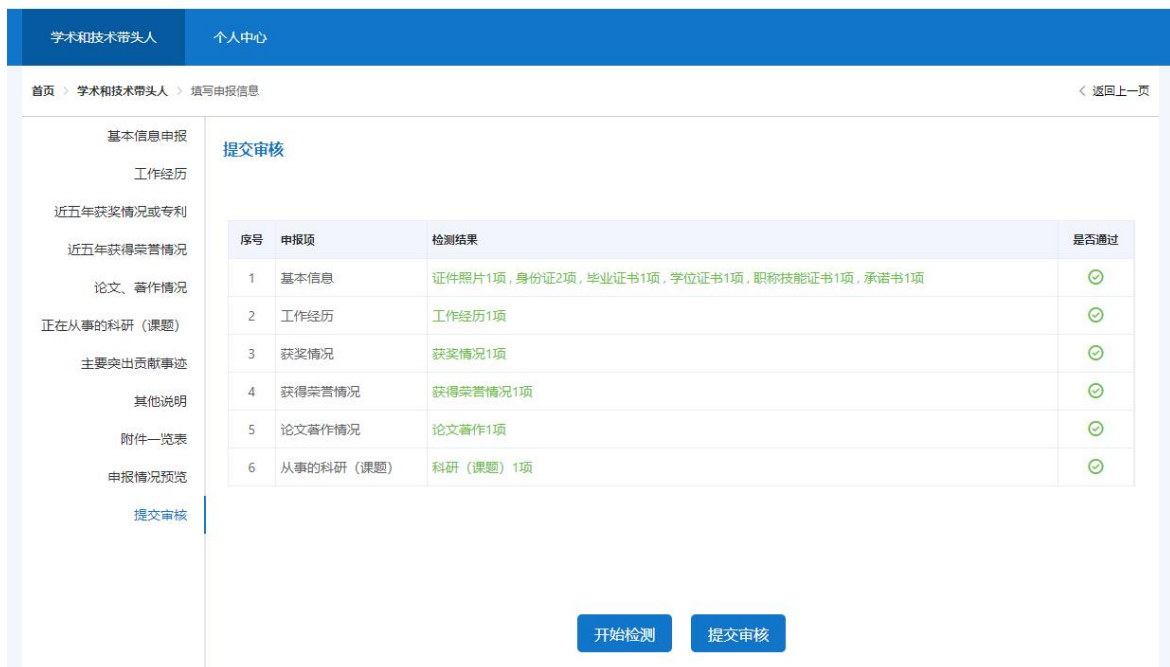 学术和技术带头人 个人中心
首页 > 学术和技术带头人 > 填写申报信息 < 返回上一页
基本信息申报
工作经历
近五年获奖情况或专利
近五年获得荣誉情况
论文、著作情况
正在从事的科研（课题）
主要突出贡献事迹
其他说明
附件一览表
申报情况预览
提交审核
提交审核
序号 申报项 检测结果 是否通过
1 基本信息 证件照片1项 , 身份证2项 , 毕业证书1项 , 学位证书1项 , 职称技能证书1项 , 承诺书1项
2 工作经历 工作经历1项
3 获奖情况 获奖情况1项
4 获得荣誉情况 获得荣誉情况1项
5 论文著作情况 论文著作1项
6 从事的科研（课题） 科研（课题）1项
开始检测 提交审核